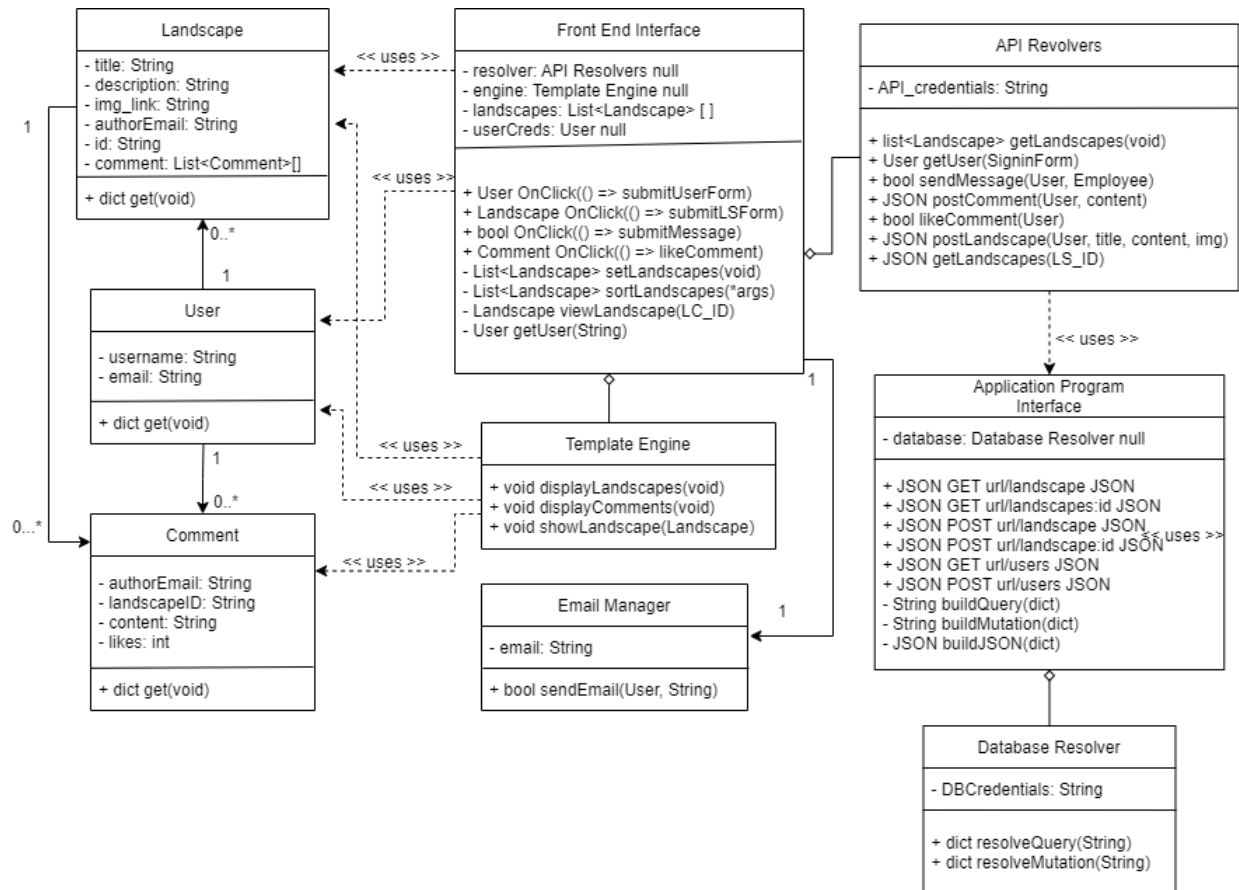 Landscape
- title: String
- description: String
- img_link: String
- authorEmail: String
- id: String
- comment: List<Comment>[]
+ dict get(void)
1
0..*
1
<< uses >>
<< uses >>
Front End Interface
- resolver: API Resolvers null
- engine: Template Engine null
- landscapes: List<Landscape> [ ]
- userCreds: User null
+ User OnClick(() => submitUserForm)
+ Landscape OnClick(() => submitLSForm)
+ bool OnClick(() => submitMessage)
+ Comment OnClick(() => likeComment)
- List<Landscape> setLandscapes(void)
- List<Landscape> sortLandscapes(*args)
- Landscape viewLandscape(LC_ID)
- User getUser(String)
1
API Revolvers
- API_credentials: String
+ list<Landscape> getLandscapes(void)
+ User getUser(SigninForm)
+ bool sendMessage(User, Employee)
+ JSON postComment(User, content)
+ bool likeComment(User)
+ JSON postLandscape(User, title, content, img)
+ JSON getLandscapes(LS_ID)
<< uses >>
User
- username: String
- email: String
+ dict get(void)
1
0..*
0...*
<< uses >>
<< uses >>
<< uses >>
Template Engine
+ void displayLandscapes(void)
+ void displayComments(void)
+ void showLandscape(Landscape)
Application Program
Interface
- database: Database Resolver null
+ JSON GET url/landscape JSON
+ JSON GET url/landscapes:id JSON
+ JSON POST url/landscape JSON
+ JSON POST url/landscape:id JSON
<< uses >>
+ JSON GET url/users JSON
+ JSON POST url/users JSON
- String buildQuery(dict)
- String buildMutation(dict)
- JSON buildJSON(dict)
Comment
- authorEmail: String
- landscapeID: String
- content: String
- likes: int
+ dict get(void)
Email Manager
- email: String
+ bool sendEmail(User, String)
1
Database Resolver
- DBCredentials: String
+ dict resolveQuery(String)
+ dict resolveMutation(String)